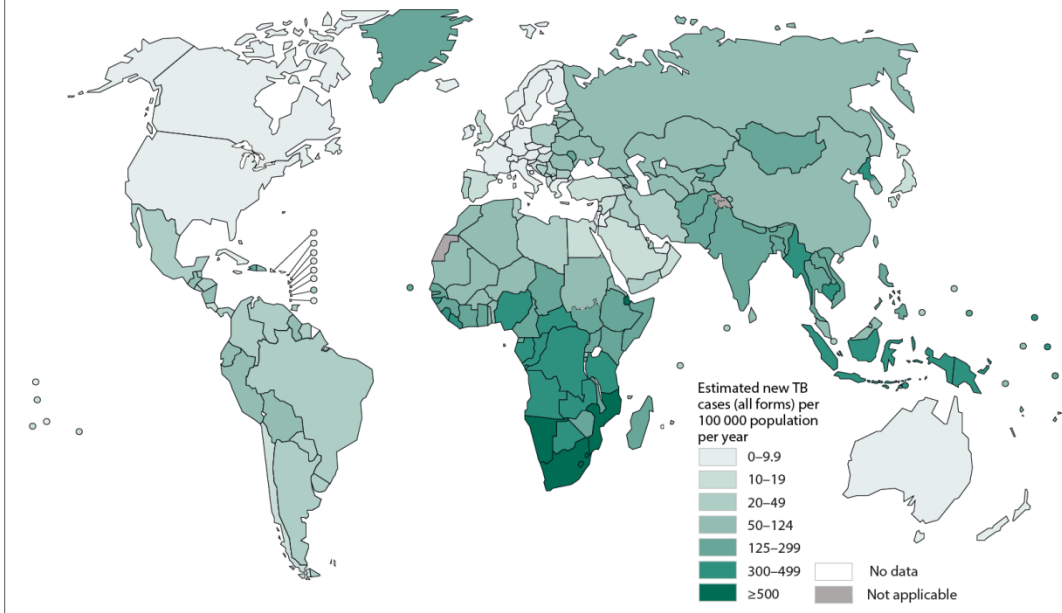 Estimated new TB
cases (all forms) per
100 000 population
per year
0–9.9
10–19
20–49
50–124
125–299
300–499
≥500
No data
Not applicable